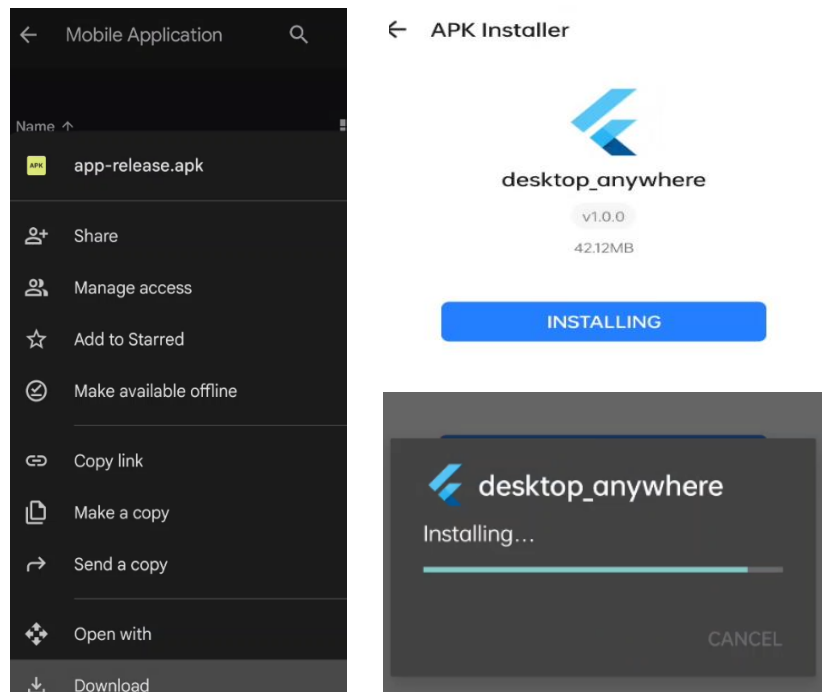 Mobile Application
Name
APK
app-release.apk
Share
Manage access
Add to Starred
Make available offline
Copy link
Make a copy
Send a copy
Open with
Download
APK Installer
desktop_anywhere
v1.0.0
42.12MB
INSTALLING
desktop_anywhere
Installing...
CANCEL